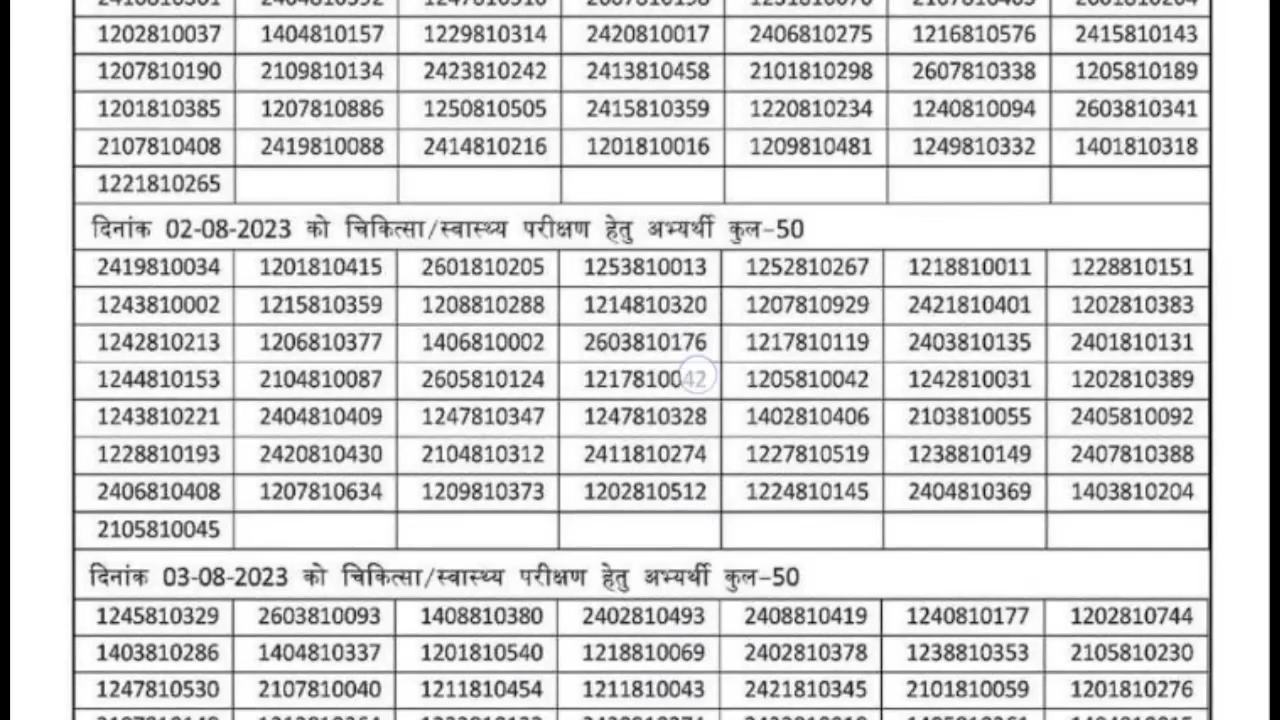 1202810037 1404810157 1229810314 2420810017 2406810275 1216810576 2415810143
1207810190 2109810134 2423810242 2413810458 2101810298 2607810338 1205810189
1201810385 1207810886 1250810505 2415810359 1220810234 1240810094 2603810341
2107810408 2419810088 2414810216 1201810016 1209810481 1249810332 1401810318
1221810265
दिनांक 02-08-2023 को चिकित्सा/स्वास्थ्य परीक्षण हेतु अभ्यर्थी कुल-50
2419810034 1201810415 2601810205 1253810013 1252810267 1218810011 1228810151
1243810002 1215810359 1208810288 1214810320 1207810929 2421810401 1202810383
1242810213 1206810377 1406810002 2603810176 1217810119 2403810135 2401810131
1244810153 2104810087 2605810124 1217810042 1205810042 1242810031 1202810389
1243810221 2404810409 1247810347 1247810328 1402810406 2103810055 2405810092
1228810193 2420810430 2104810312 2411810274 1227810519 1238810149 2407810388
2406810408 1207810634 1209810373 1202810512 1224810145 2404810369 1403810204
2105810045
दिनांक 03-08-2023 को चिकित्सा/स्वास्थ्य परीक्षण हेतु अभ्यर्थी कुल-50
1245810329 2603810093 1408810380 2402810493 2408810419 1240810177 1202810744
1403810286 1404810337 1201810540 1218810069 2402810378 1238810353 2105810230
1247810530 2107810040 1211810454 1211810043 2421810345 2101810059 1201810276